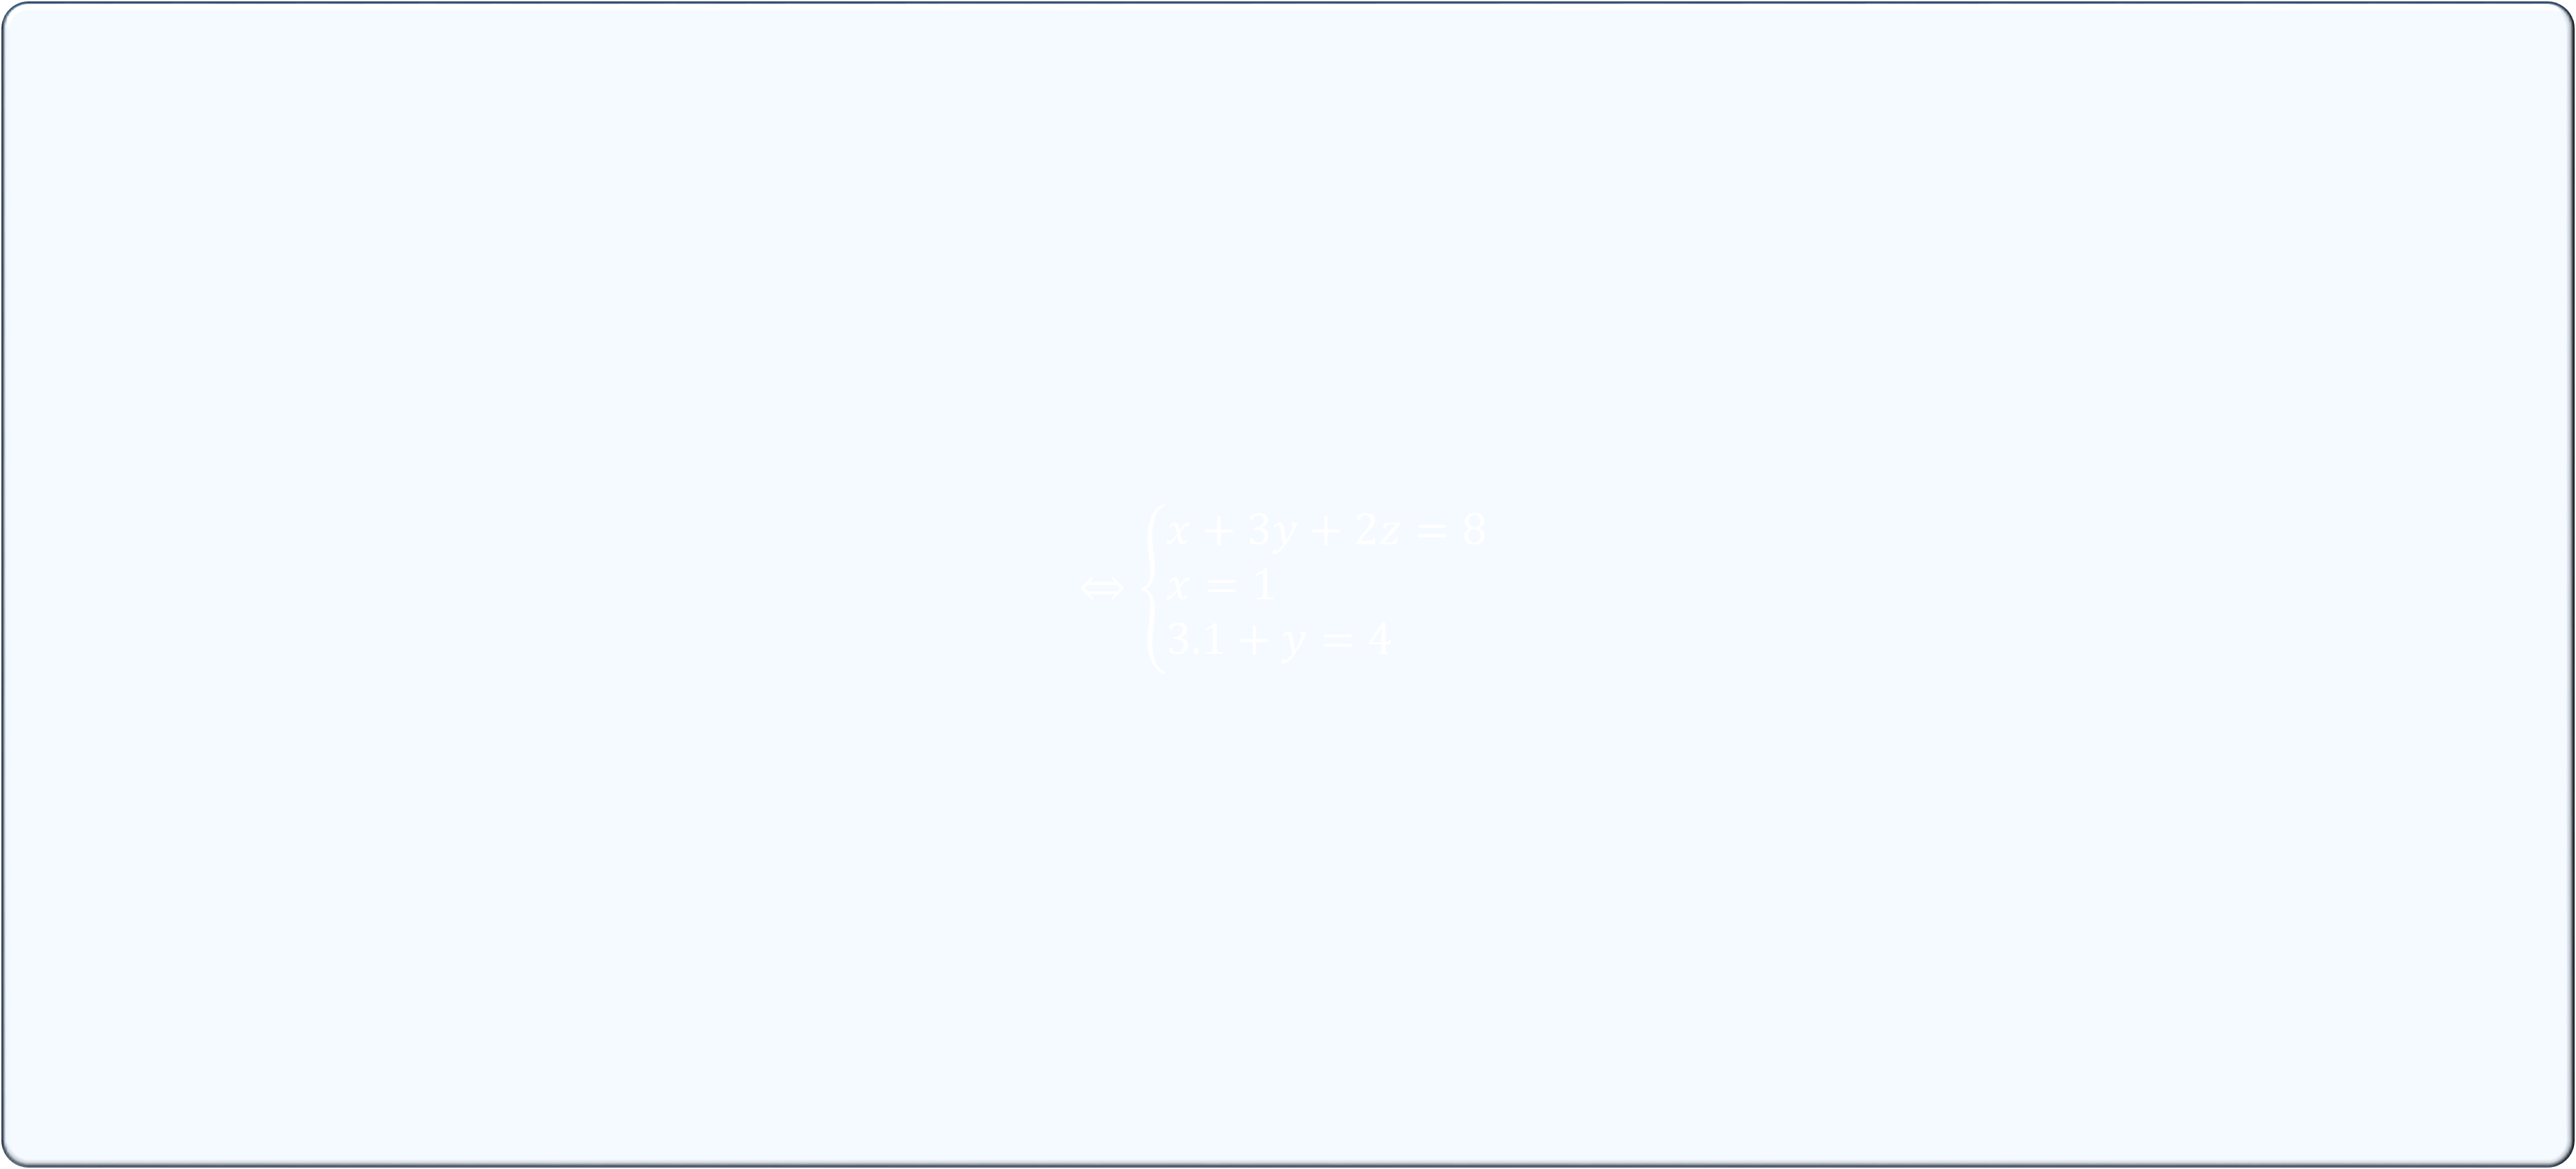 ⇔ { x + 3y + 2z = 8
x = 1
3.1 + y = 4